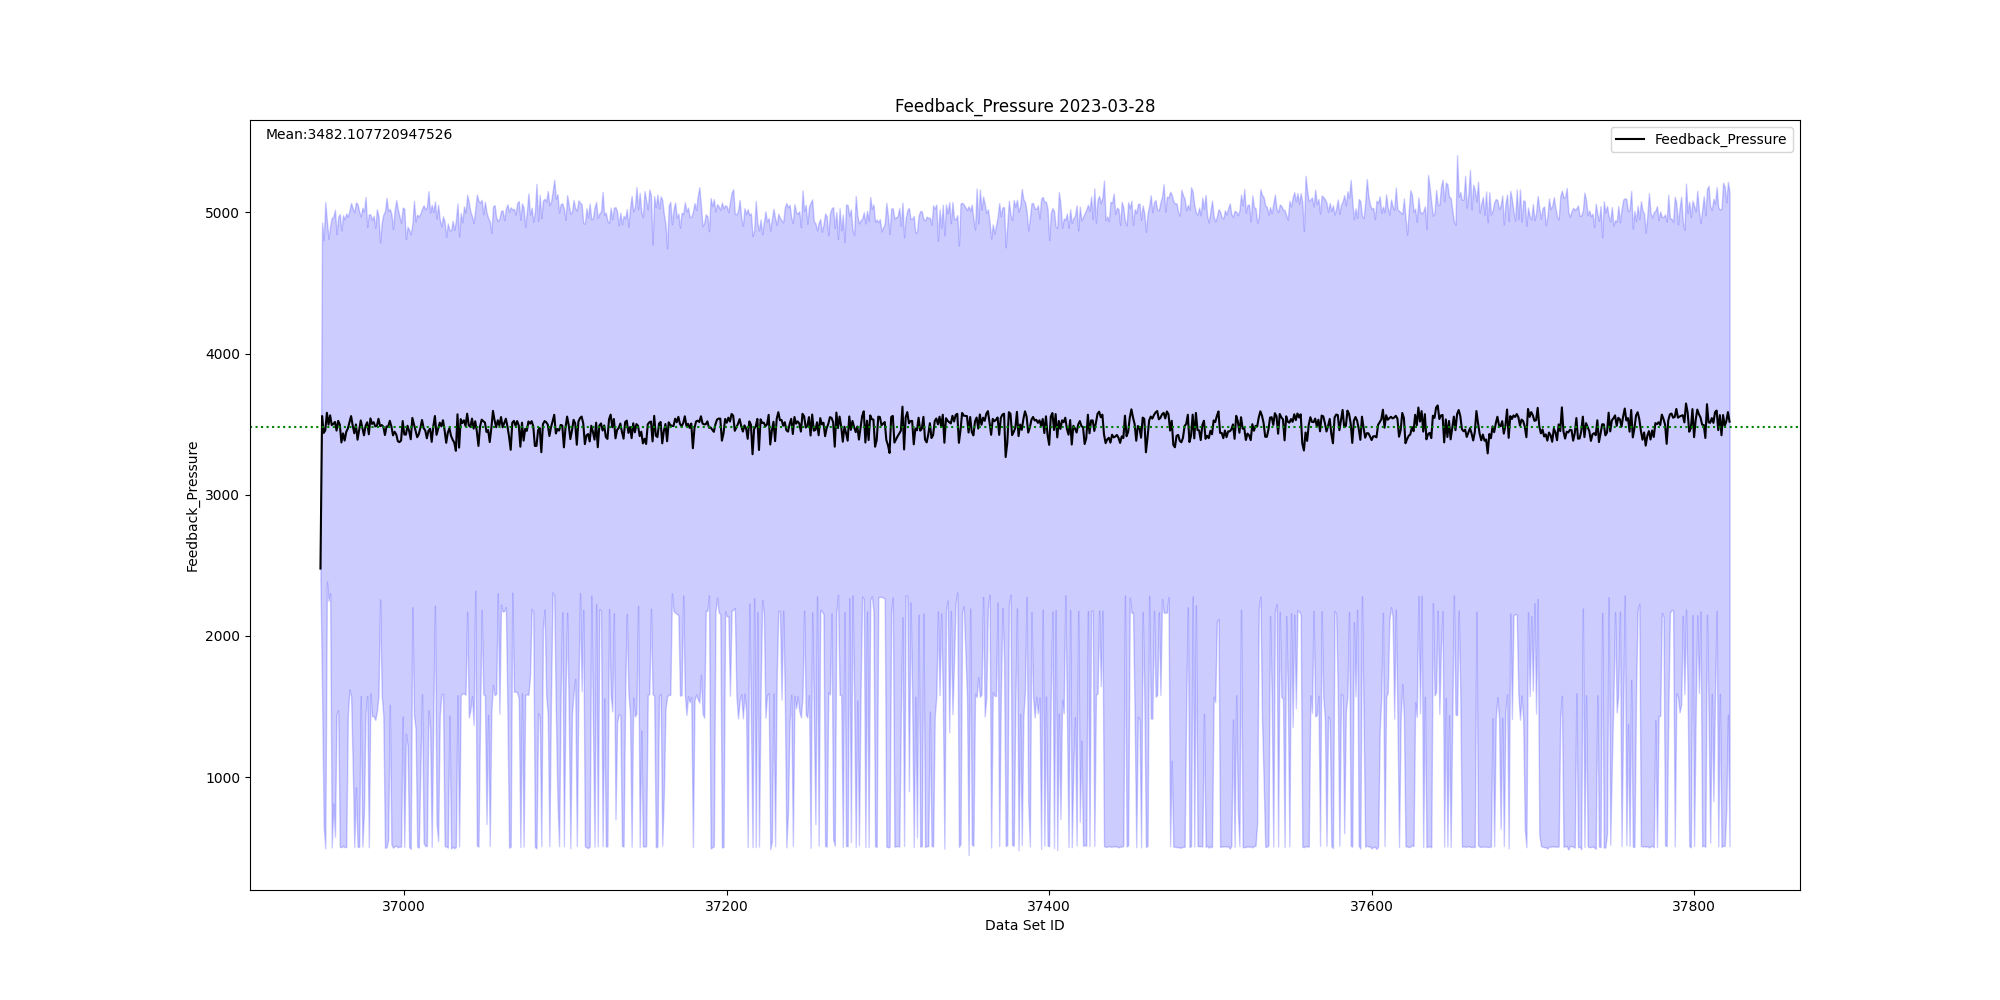 Feedback_Pressure 2023-03-28
Mean:3482.107720947526
Feedback_Pressure
5000
4000
3000
2000
1000
Feedback_Pressure
37000
37200
37400
37600
37800
Data Set ID